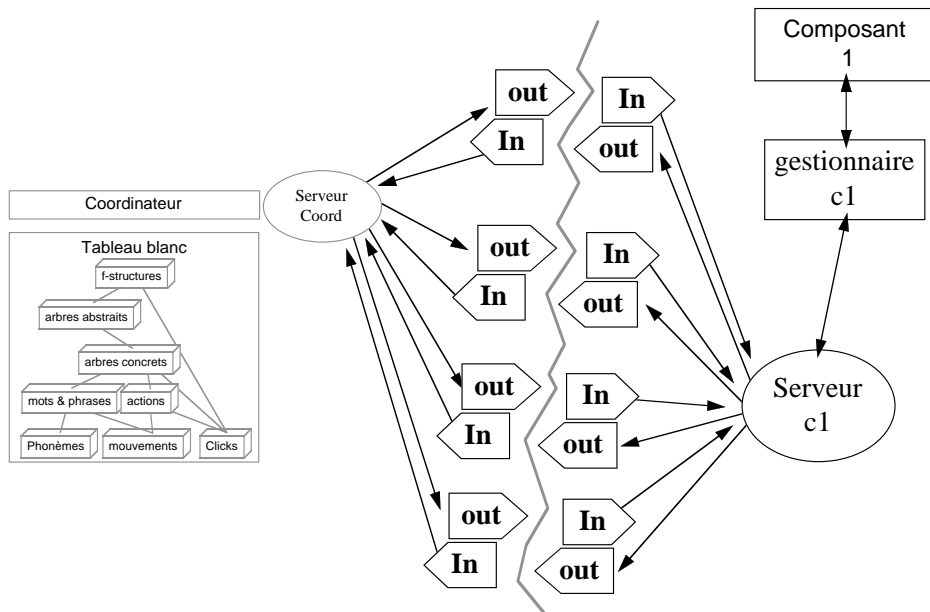 Coordinateur
Tableau blanc
f-structures
arbres abstraits
arbres concrets
mots & phrases
actions
Phonèmes
mouvements
Clicks
Serveur
Coord
out
In
out
In
out
In
out
In
In
out
In
out
In
out
In
out
Composant
1
gestionnaire
c1
Serveur
c1